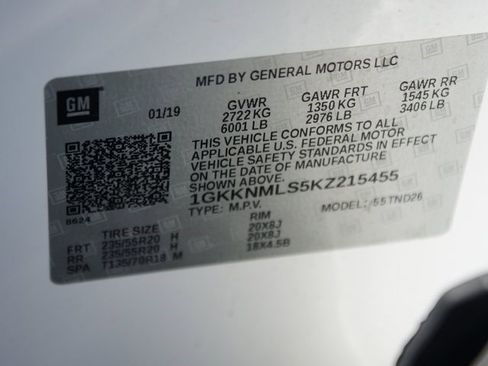 MFD BY GENERAL MOTORS LLC
GM
01/19
GVWR GAWR FRT GAWR RR
2722 KG 1350 KG 1545 KG
6001 LB 2976 LB 3406 LB
THIS VEHICLE CONFORMS TO ALL
APPLICABLE U.S. FEDERAL MOTOR
VEHICLE SAFETY STANDARDS IN EFFECT
ON THE DATE OF MANUFACTURE
SHOWN ABOVE.
1GKKNMLS5KZ215455
8624
TYPE: M.P.V. MODEL: 55TND26
TIRE SIZE RIM
FRT 235/55R20 H 20X8J
RR 235/55R20 H 20X8J
SPA T135/70R18 M 18X4.5B